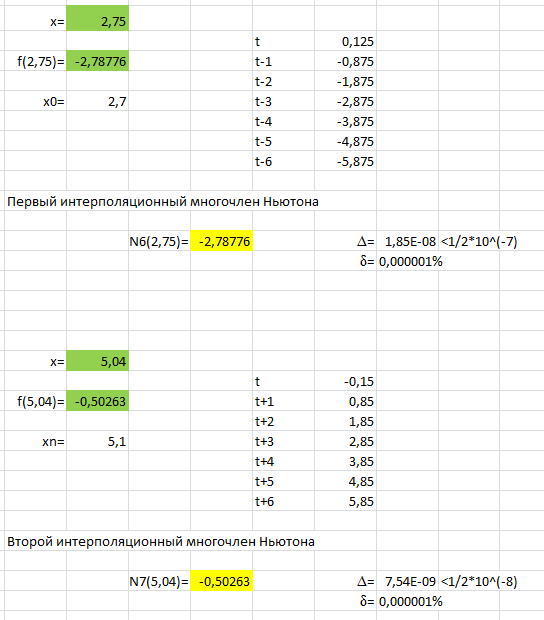 x= 2,75
t 0,125
f(2,75)= -2,78776 t-1 -0,875
t-2 -1,875
x0= 2,7 t-3 -2,875
t-4 -3,875
t-5 -4,875
t-6 -5,875
Первый интерполяционный многочлен Ньютона
N6(2,75)= -2,78776 Δ= 1,85E-08 <1/2*10^(-7)
δ= 0,000001%
x= 5,04
t -0,15
f(5,04)= -0,50263 t+1 0,85
t+2 1,85
xn= 5,1 t+3 2,85
t+4 3,85
t+5 4,85
t+6 5,85
Второй интерполяционный многочлен Ньютона
N7(5,04)= -0,50263 Δ= 7,54E-09 <1/2*10^(-8)
δ= 0,000001%